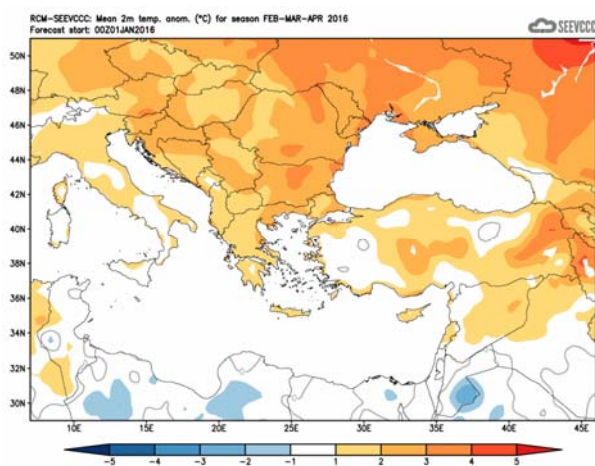 RCM-SEEVCCC: Mean 2m temp. anom. (°C) for season FEB-MAR-APR 2016
Forecast start: 00Z01JAN2016
SEEVCCC
50N
48N
46N
44N
42N
40N
38N
36N
34N
32N
30N
10E 15E 20E 25E 30E 35E 40E 45E
-5 -4 -3 -2 -1 1 2 3 4 5